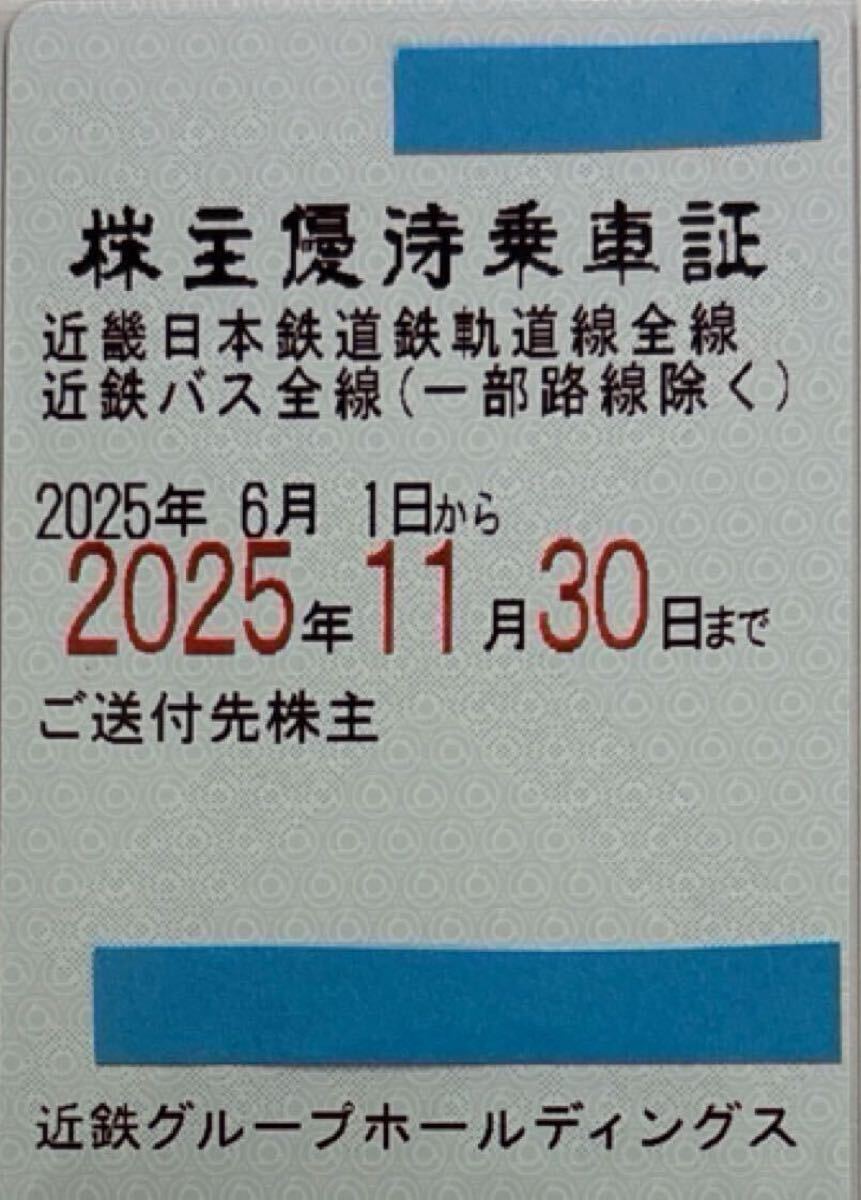 株主優待乗車証
近畿日本鉄道鉄軌道線全線
近鉄バス全線(一部路線除く)
2025年 6月 1日から
2025年11月30日まで
ご送付先株主
近鉄グループホールディングス